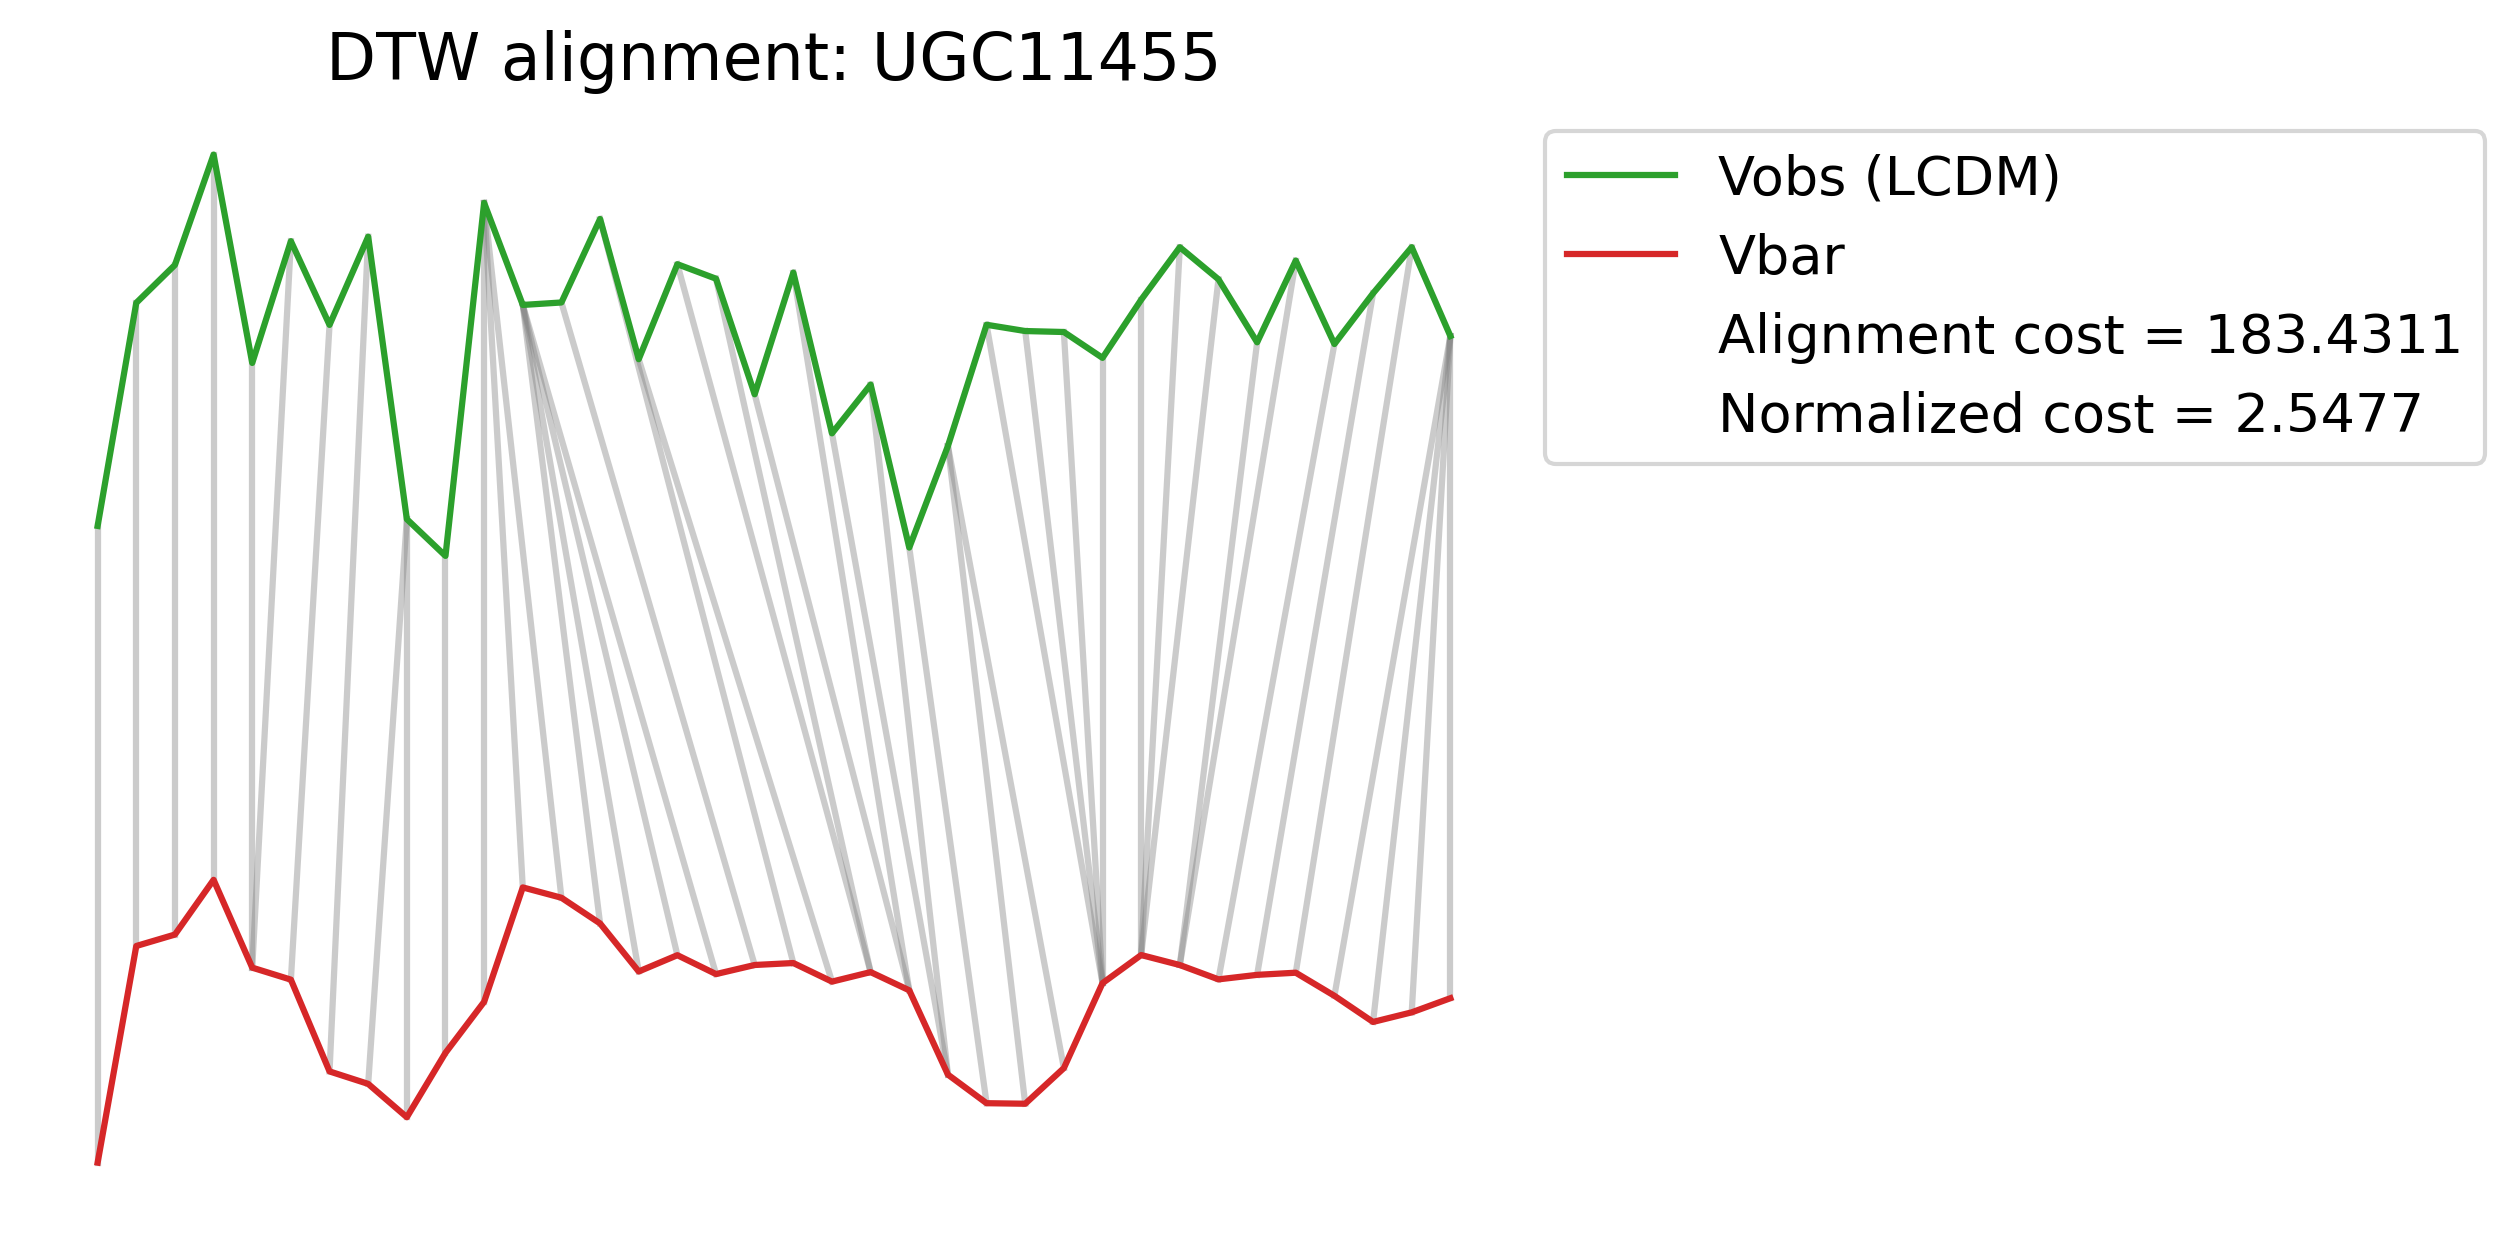 DTW alignment: UGC11455
Vobs (LCDM)
Vbar
Alignment cost = 183.4311
Normalized cost = 2.5477